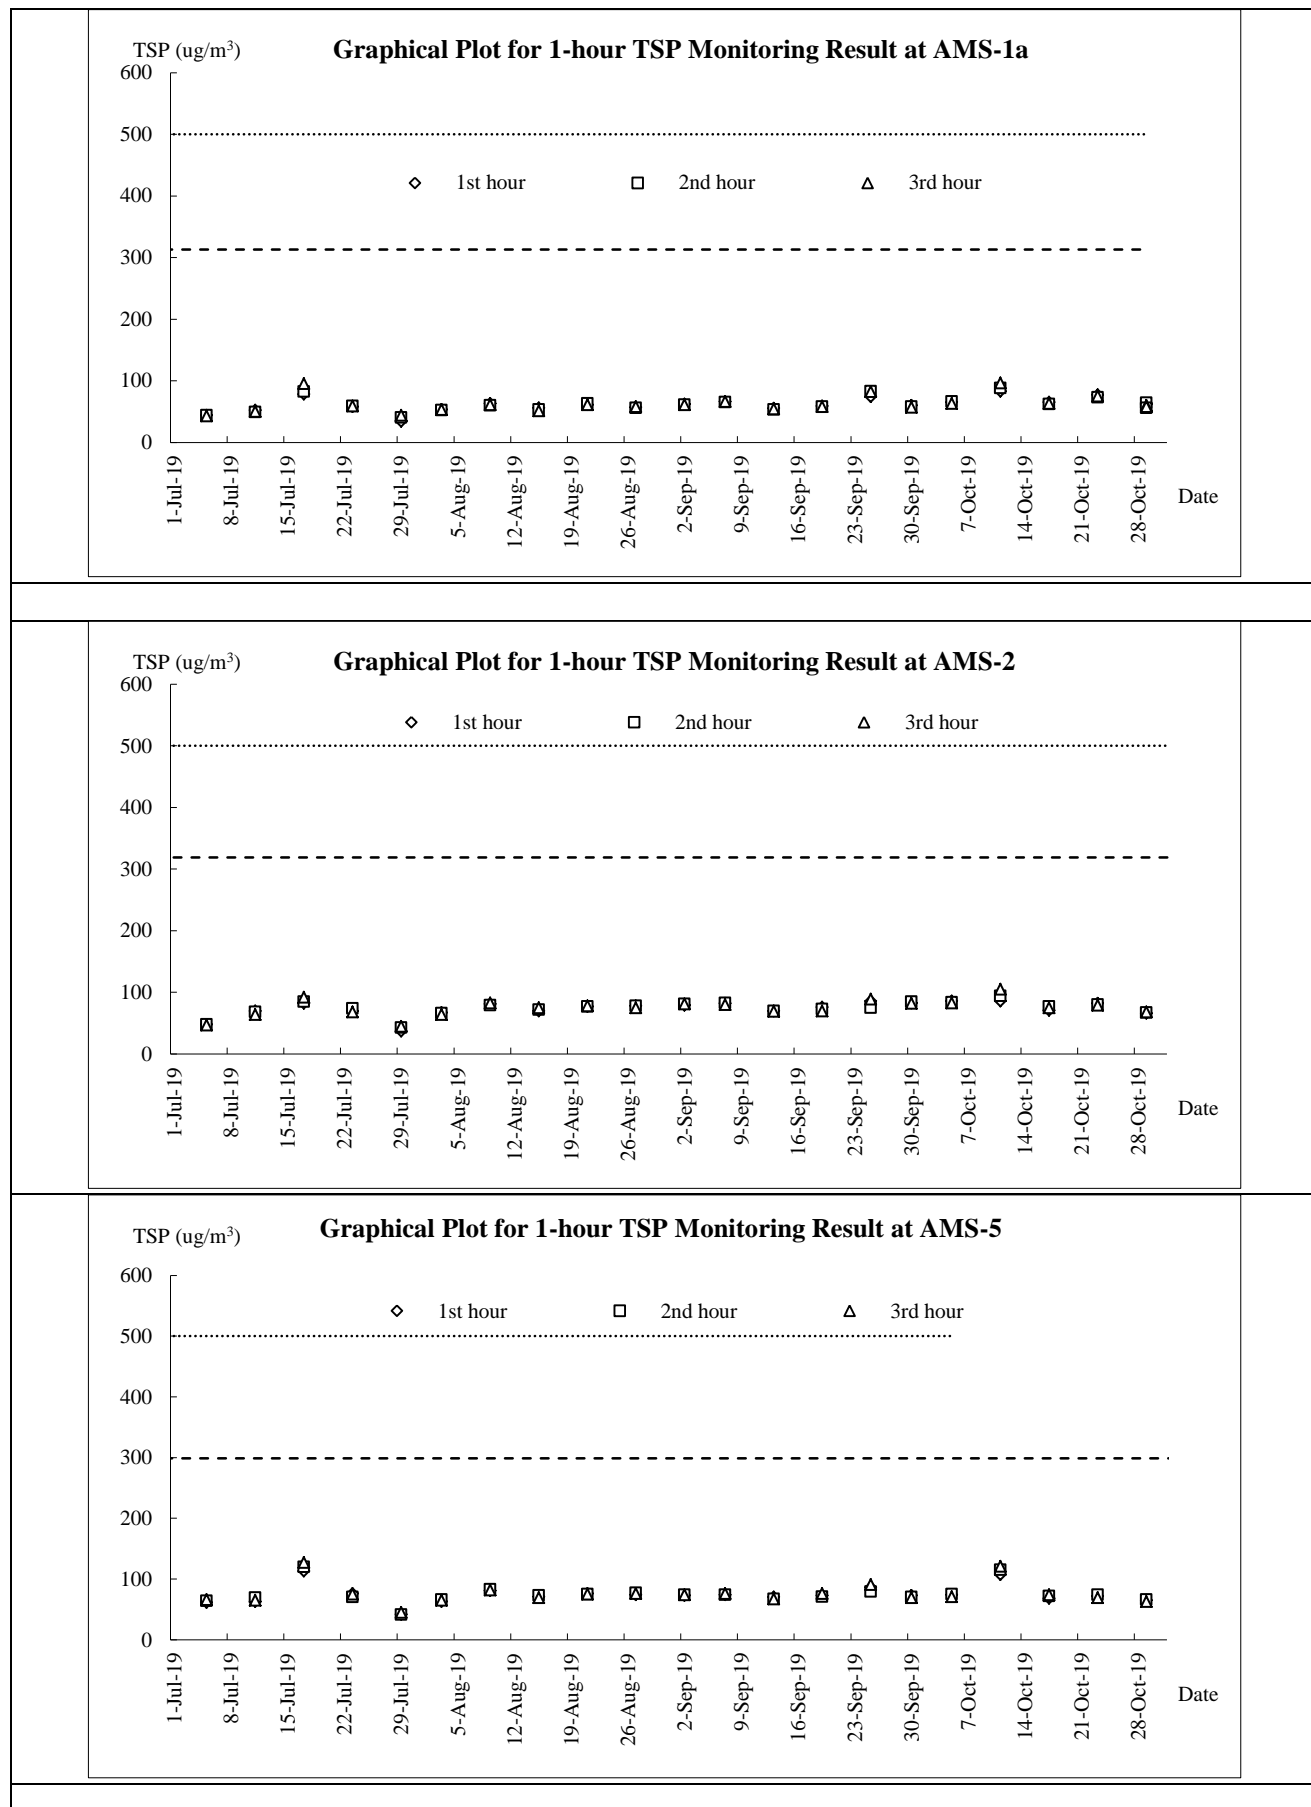 TSP (ug/m³) Graphical Plot for 1-hour TSP Monitoring Result at AMS-1a
600
500
1st hour 2nd hour 3rd hour
400
300
200
100
0
1-Jul-19 8-Jul-19 15-Jul-19 22-Jul-19 29-Jul-19 5-Aug-19 12-Aug-19 19-Aug-19 26-Aug-19 2-Sep-19 9-Sep-19 16-Sep-19 23-Sep-19 30-Sep-19 7-Oct-19 14-Oct-19 21-Oct-19 28-Oct-19 Date
TSP (ug/m³) Graphical Plot for 1-hour TSP Monitoring Result at AMS-2
600
1st hour 2nd hour 3rd hour
500
400
300
200
100
0
1-Jul-19 8-Jul-19 15-Jul-19 22-Jul-19 29-Jul-19 5-Aug-19 12-Aug-19 19-Aug-19 26-Aug-19 2-Sep-19 9-Sep-19 16-Sep-19 23-Sep-19 30-Sep-19 7-Oct-19 14-Oct-19 21-Oct-19 28-Oct-19 Date
TSP (ug/m³) Graphical Plot for 1-hour TSP Monitoring Result at AMS-5
600
1st hour 2nd hour 3rd hour
500
400
300
200
100
0
1-Jul-19 8-Jul-19 15-Jul-19 22-Jul-19 29-Jul-19 5-Aug-19 12-Aug-19 19-Aug-19 26-Aug-19 2-Sep-19 9-Sep-19 16-Sep-19 23-Sep-19 30-Sep-19 7-Oct-19 14-Oct-19 21-Oct-19 28-Oct-19 Date